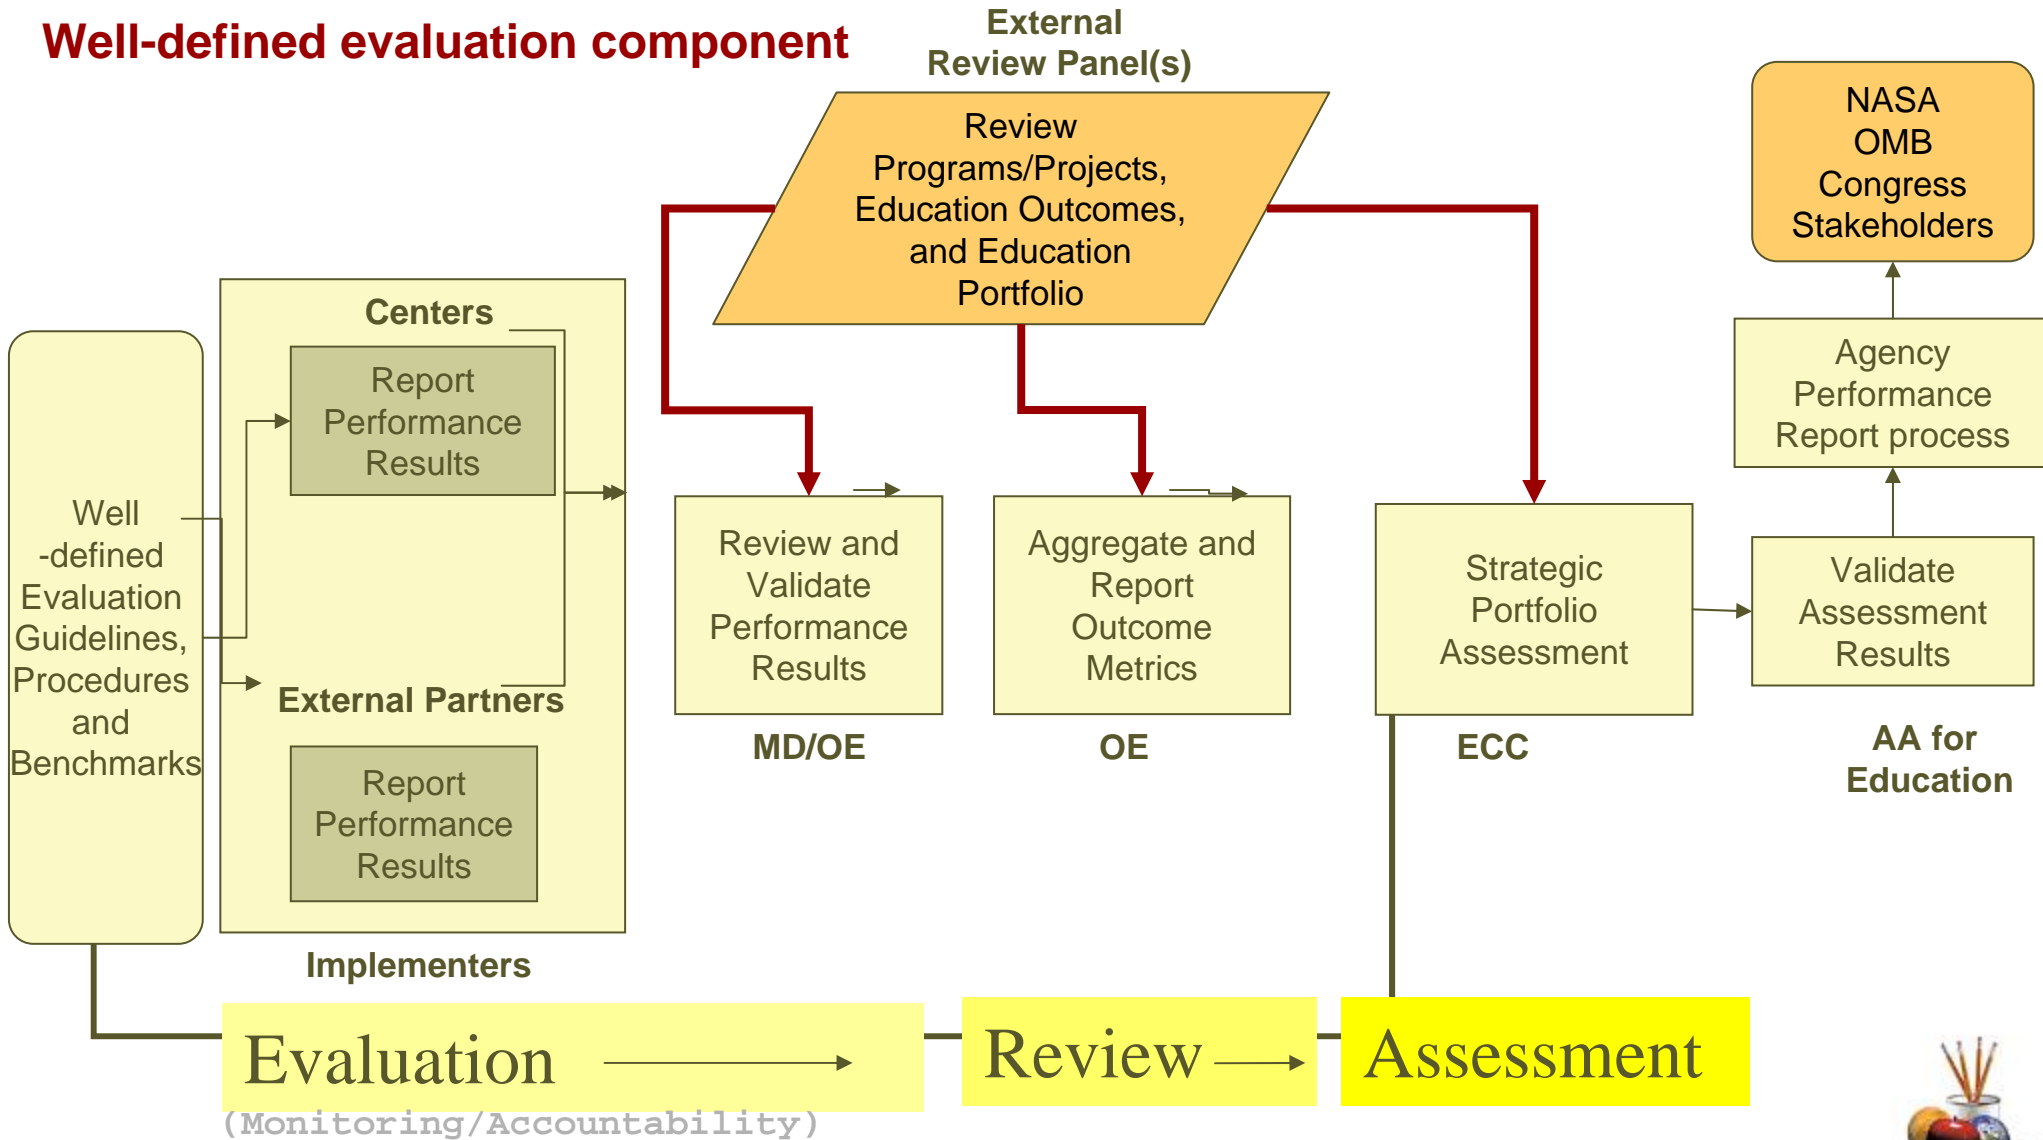 Well-defined evaluation component
External
Review Panel(s)
Review
Programs/Projects,
Education Outcomes,
and Education
Portfolio
NASA
OMB
Congress
Stakeholders
Agency
Performance
Report process
Well
-defined
Evaluation
Guidelines,
Procedures
and
Benchmarks
Centers
Report
Performance
Results
External Partners
Report
Performance
Results
Implementers
Review and
Validate
Performance
Results
MD/OE
Aggregate and
Report
Outcome
Metrics
OE
Strategic
Portfolio
Assessment
ECC
Validate
Assessment
Results
AA for
Education
Evaluation
(Monitoring/Accountability)
Review
Assessment